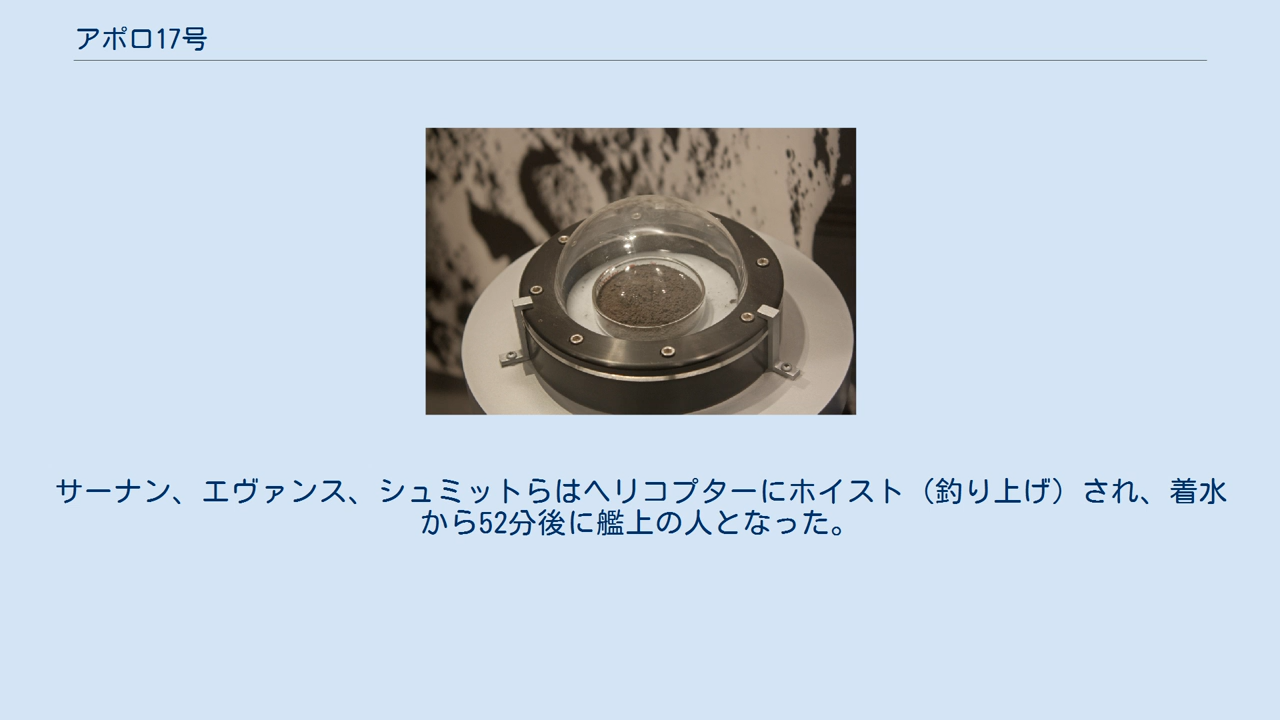 アポロ17号
サーナン、エヴァンス、シュミットらはヘリコプターにホイスト（釣り上げ）され、着水
から52分後に艦上の人となった。